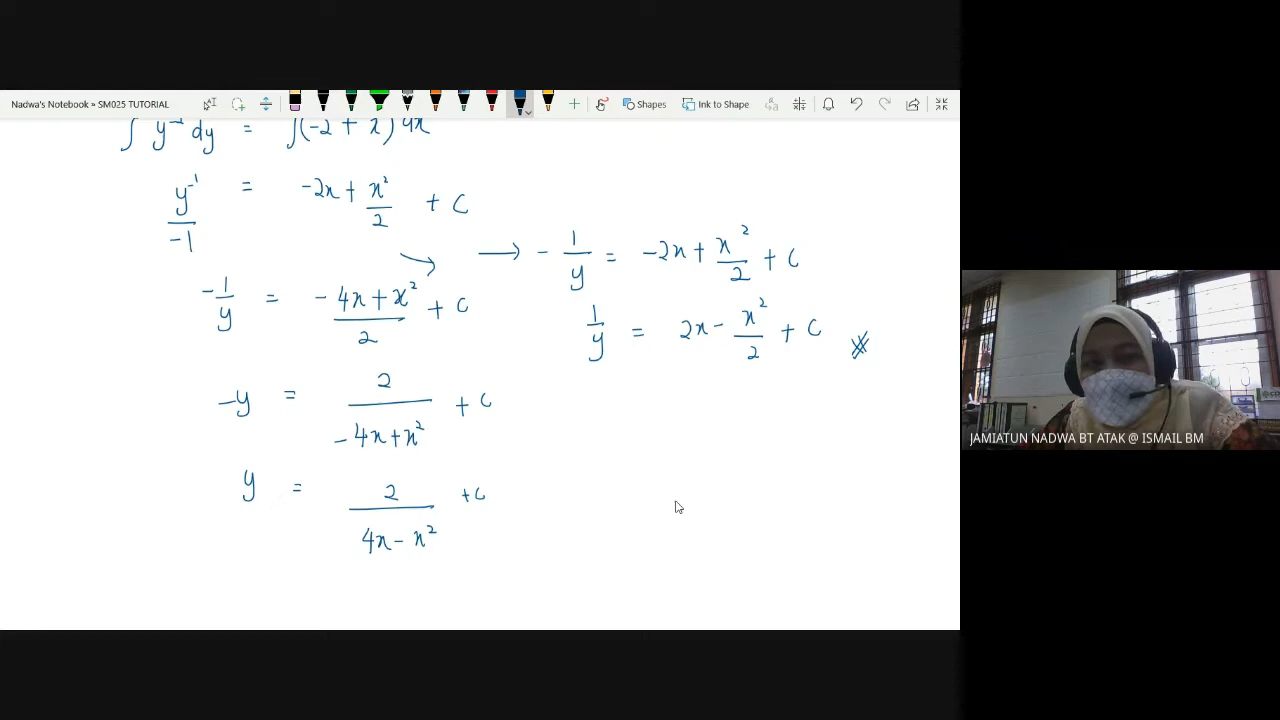 Nadwa's Notebook » SM025 TUTORIAL
Shapes
Ink to Shape
∫ y⁻² dy = ∫(-2 + x) dx
y⁻¹/-1 = -2x + x²/2 + C
-1/y = (-4x + x²)/2 + C
-y = 2/(-4x + x²) + C
y = 2/(4x - x²) + C
→ -1/y = -2x + x²/2 + C
1/y = 2x - x²/2 + C
JAMIATUN NADWA BT ATAK @ ISMAIL BM